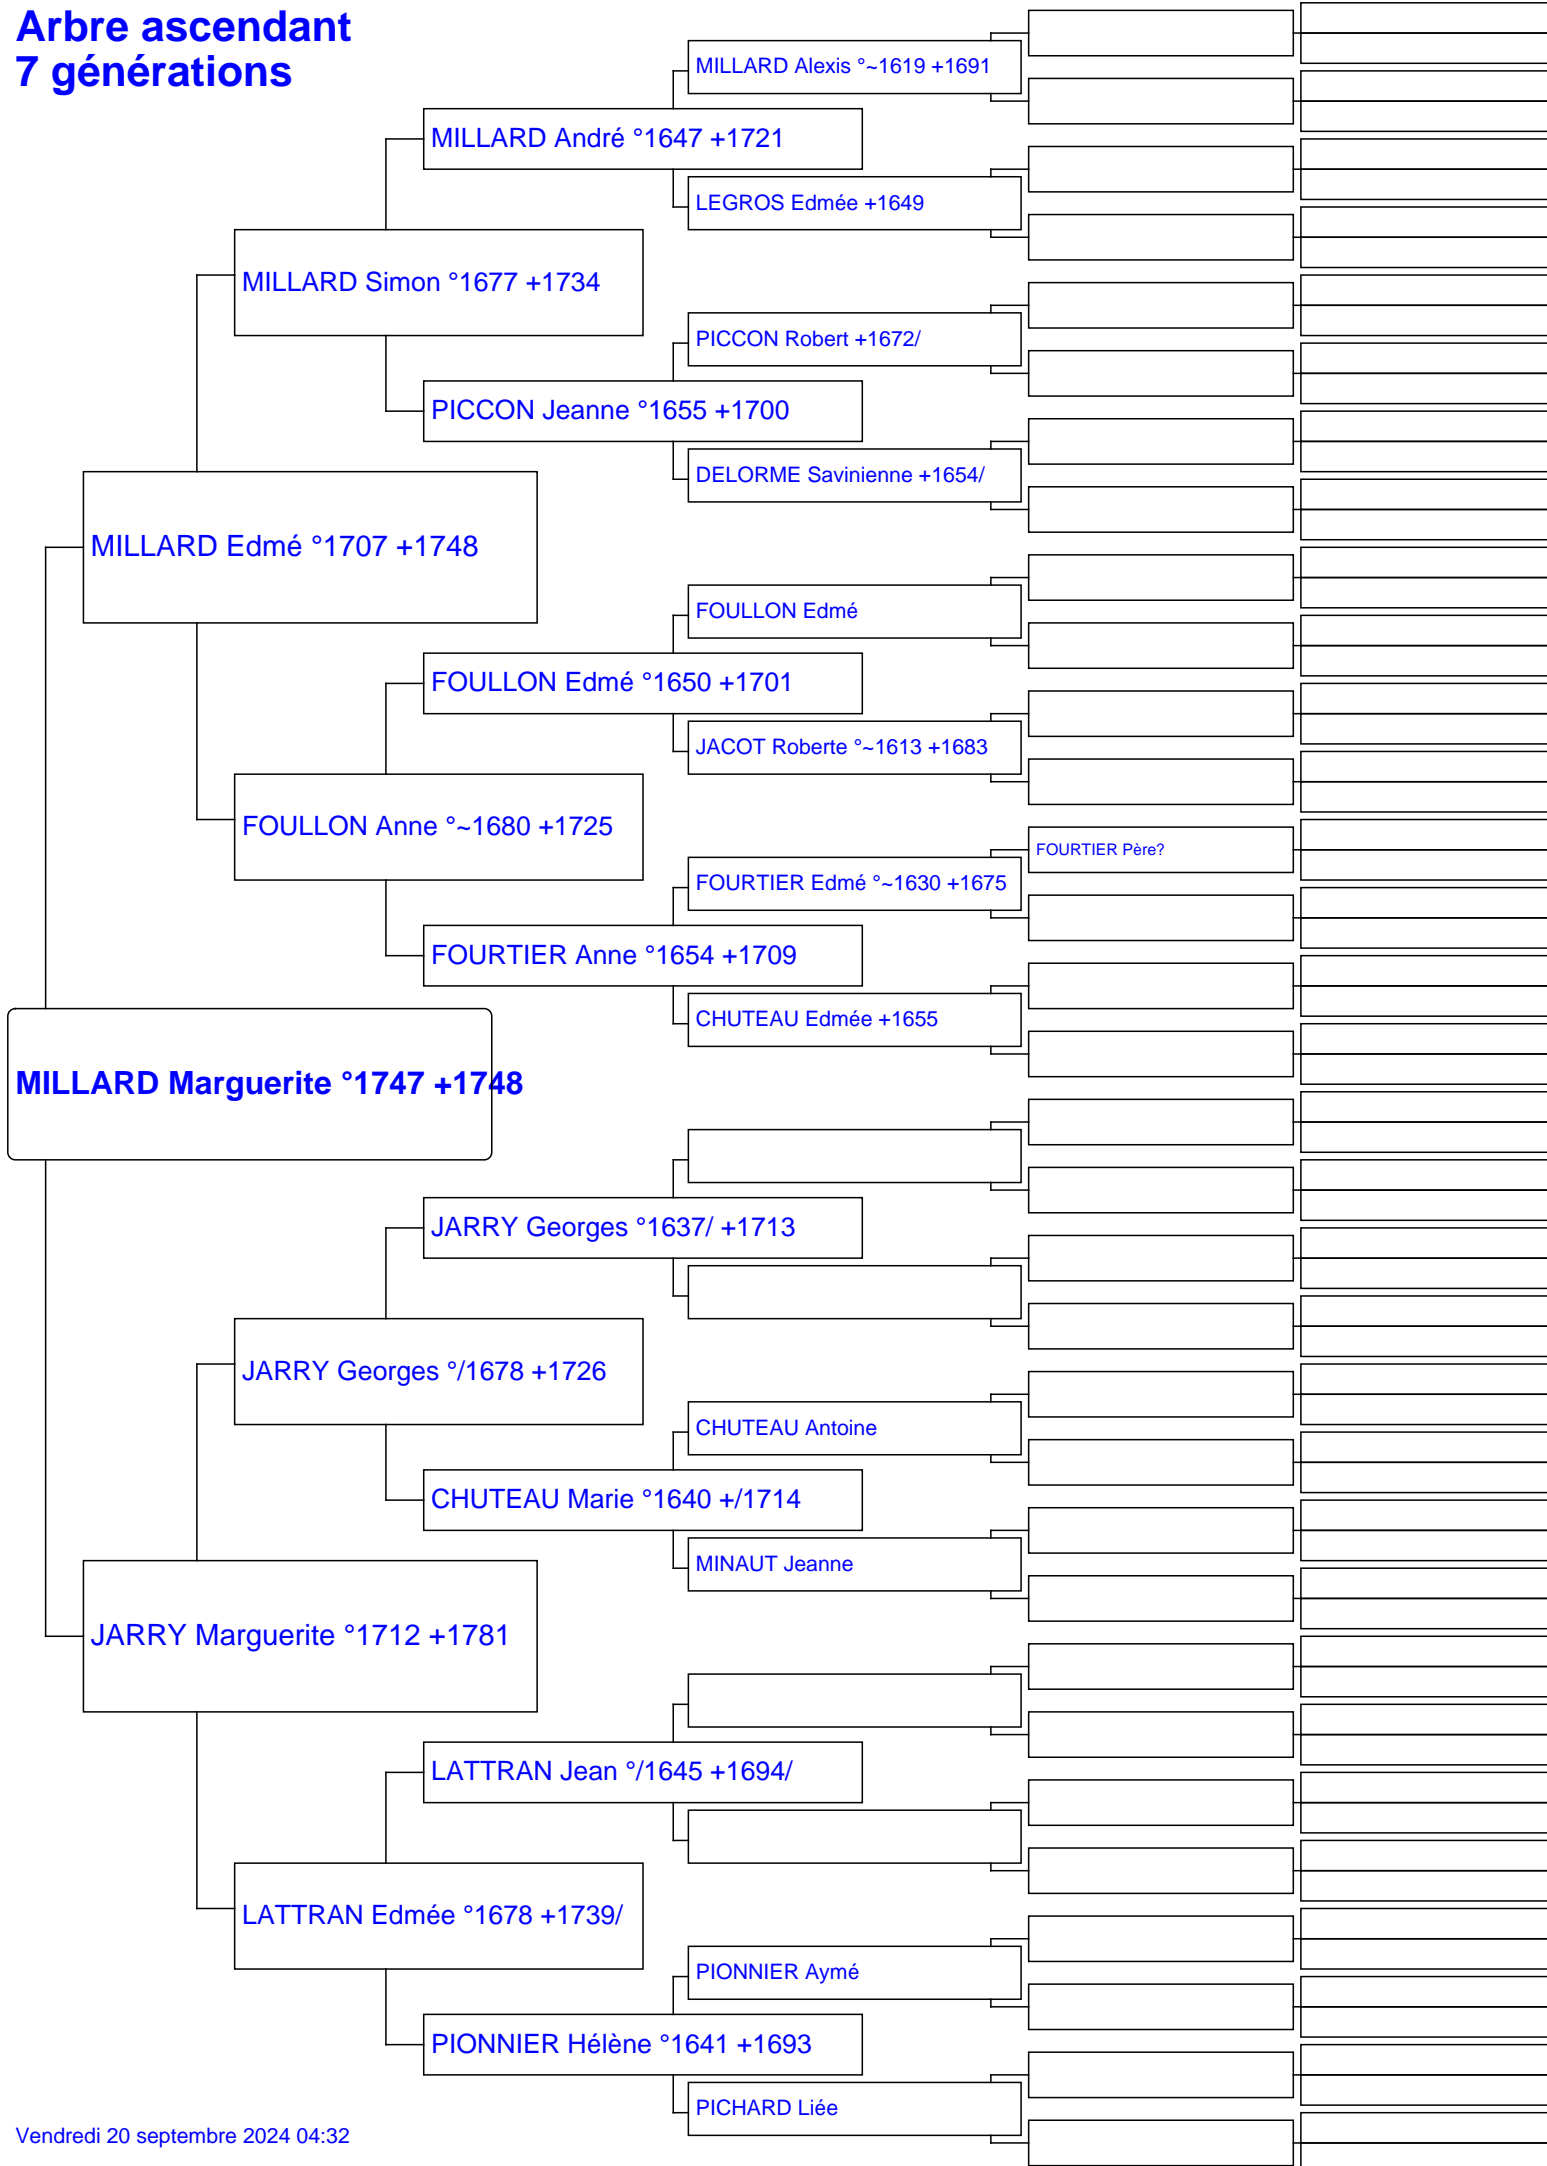 Arbre ascendant
7 générations
MILLARD Alexis °~1619 +1691
MILLARD André °1647 +1721
LEGROS Edmée +1649
MILLARD Simon °1677 +1734
PICCON Robert +1672/
PICCON Jeanne °1655 +1700
DELORME Savinienne +1654/
MILLARD Edmé °1707 +1748
FOULLON Edmé
FOULLON Edmé °1650 +1701
JACOT Roberte °~1613 +1683
FOULLON Anne °~1680 +1725
FOURTIER Père?
FOURTIER Edmé °~1630 +1675
FOURTIER Anne °1654 +1709
CHUTEAU Edmée +1655
MILLARD Marguerite °1747 +1748
JARRY Georges °1637/ +1713
JARRY Georges °/1678 +1726
CHUTEAU Antoine
CHUTEAU Marie °1640 +/1714
MINAUT Jeanne
JARRY Marguerite °1712 +1781
LATTRAN Jean °/1645 +1694/
LATTRAN Edmée °1678 +1739/
PIONNIER Aymé
PIONNIER Hélène °1641 +1693
PICHARD Liée
Vendredi 20 septembre 2024 04:32